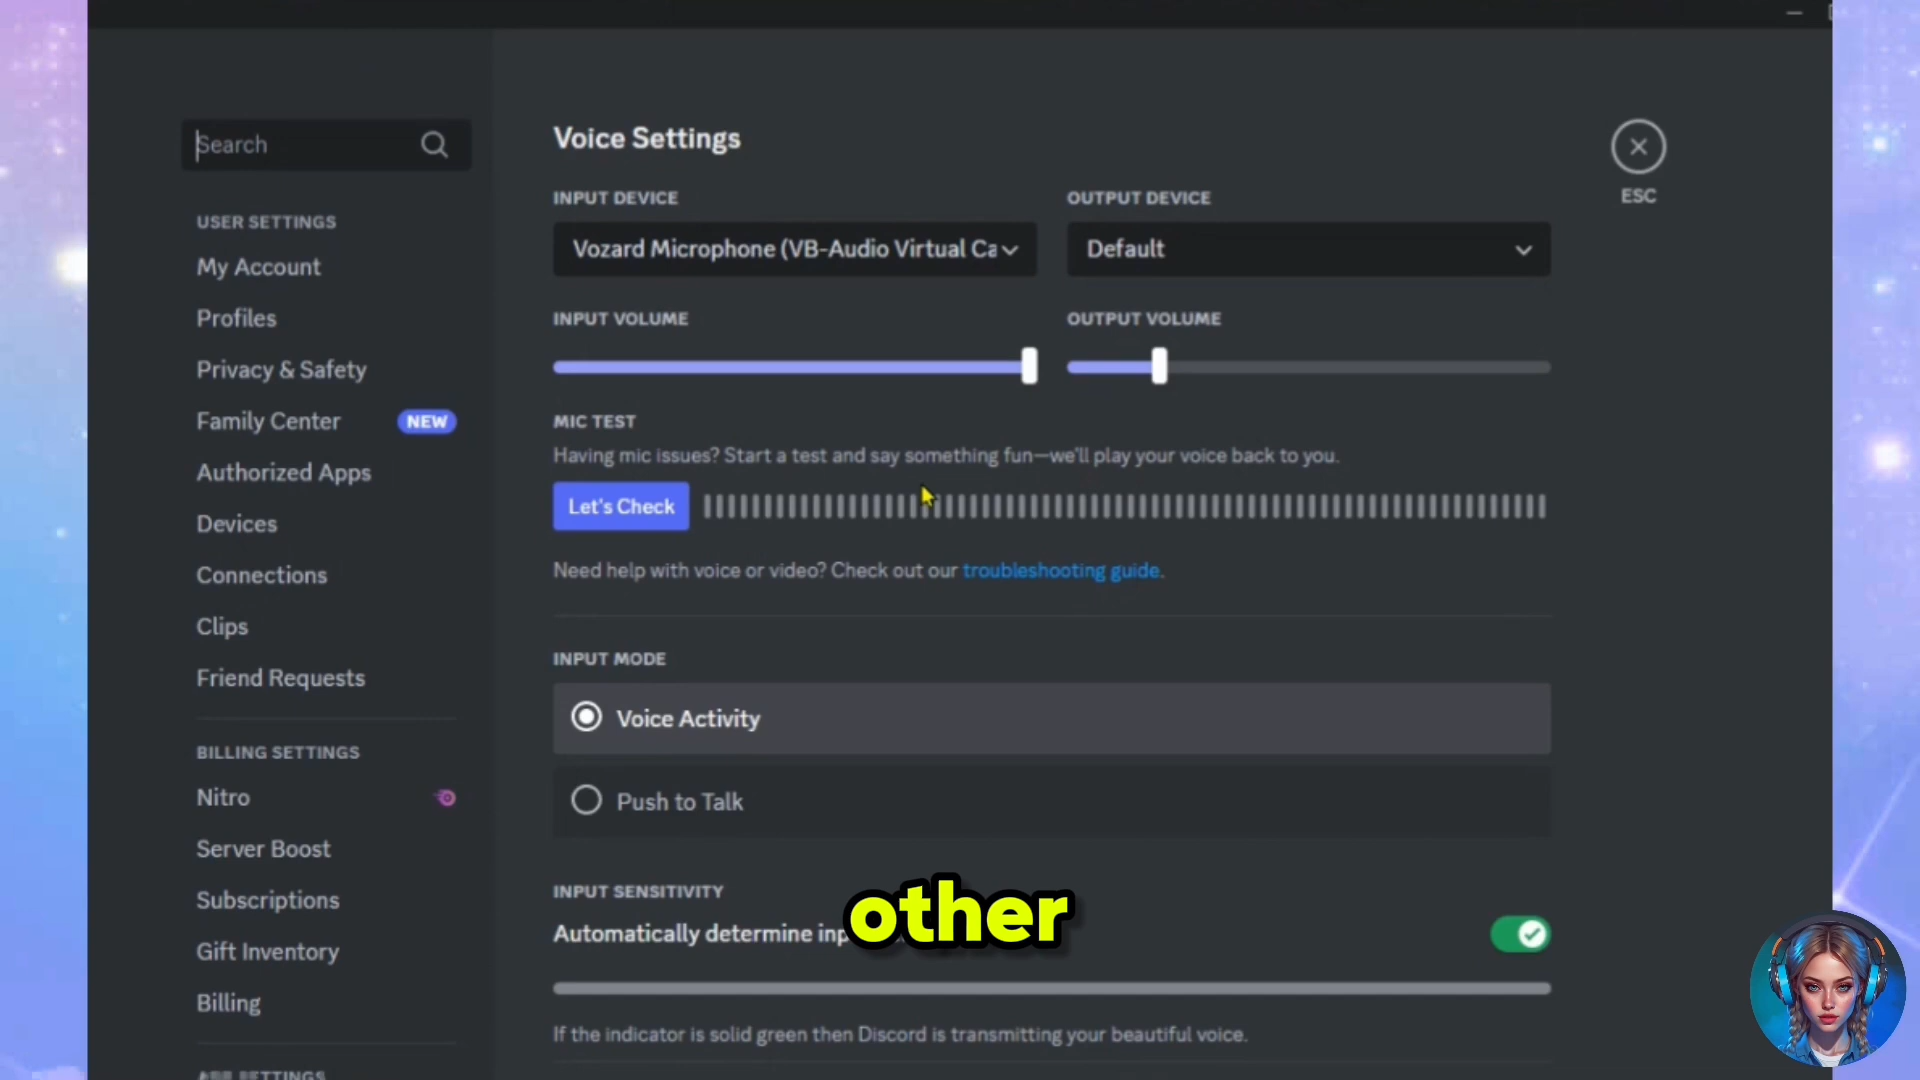 Search
USER SETTINGS
My Account
Profiles
Privacy & Safety
Family Center NEW
Authorized Apps
Devices
Connections
Clips
Friend Requests
BILLING SETTINGS
Nitro
Server Boost
Subscriptions
Gift Inventory
Billing
SETTINGS
Voice Settings
INPUT DEVICE
Vozard Microphone (VB-Audio Virtual Ca
OUTPUT DEVICE
Default
INPUT VOLUME
OUTPUT VOLUME
MIC TEST
Having mic issues? Start a test and say something fun—we'll play your voice back to you.
Let's Check
Need help with voice or video? Check out our troubleshooting guide.
INPUT MODE
Voice Activity
Push to Talk
INPUT SENSITIVITY
Automatically determine inp
other
If the indicator is solid green then Discord is transmitting your beautiful voice.
ESC